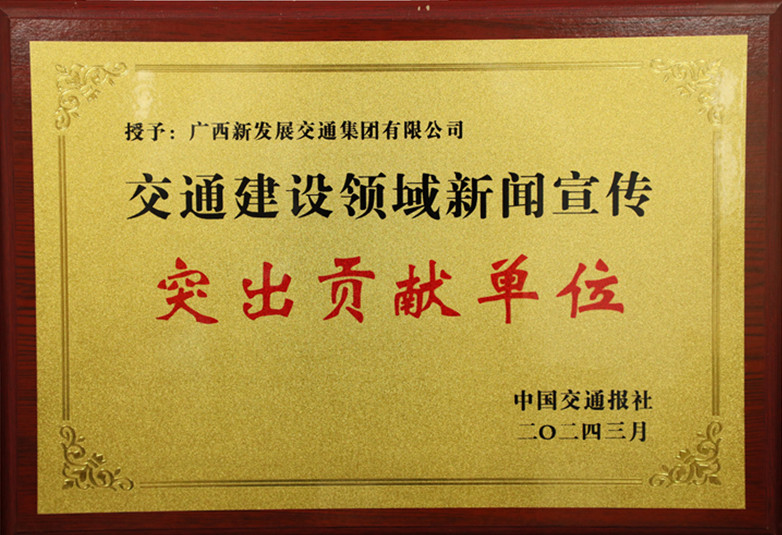 授予：广西新发展交通集团有限公司
交通建设领域新闻宣传
突出贡献单位
中国交通报社
二〇二四三月